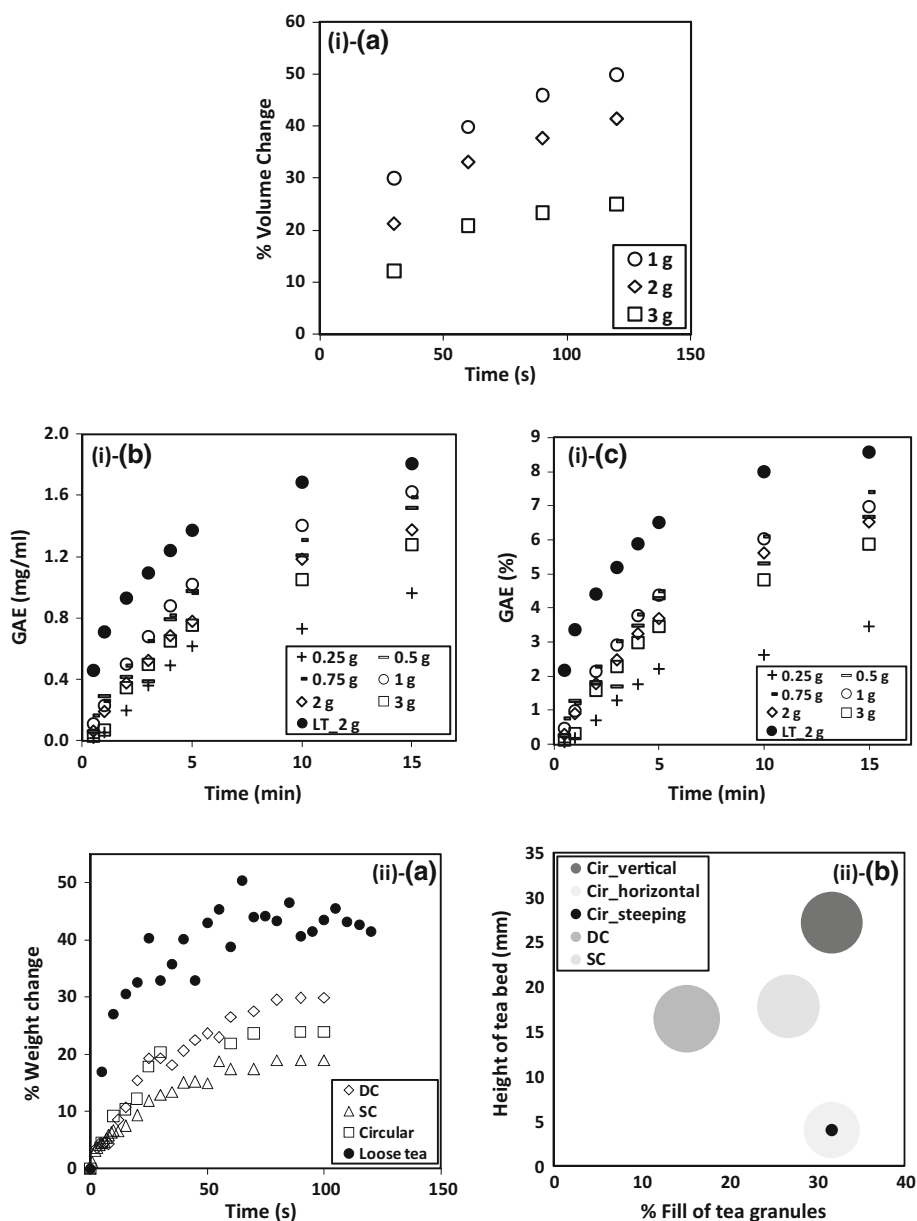 (i)-(a)
% Volume Change
60
50
40
30
20
10
0
0 50 100 150
Time (s)
1 g
2 g
3 g
(i)-(b)
GAE (mg/ml)
2.0
1.6
1.2
0.8
0.4
0.0
0 5 10 15
Time (min)
0.25 g 0.5 g
0.75 g 1 g
2 g 3 g
LT_2 g
(i)-(c)
GAE (%)
9
8
7
6
5
4
3
2
1
0
0 5 10 15
Time (min)
0.25 g 0.5 g
0.75 g 1 g
2 g 3 g
LT_2 g
(ii)-(a)
% Weight change
50
40
30
20
10
0
0 50 100 150
Time (s)
DC
SC
Circular
Loose tea
(ii)-(b)
Height of tea bed (mm)
35
30
25
20
15
10
5
0
0 10 20 30 40
% Fill of tea granules
Cir_vertical
Cir_horizontal
Cir_steeping
DC
SC